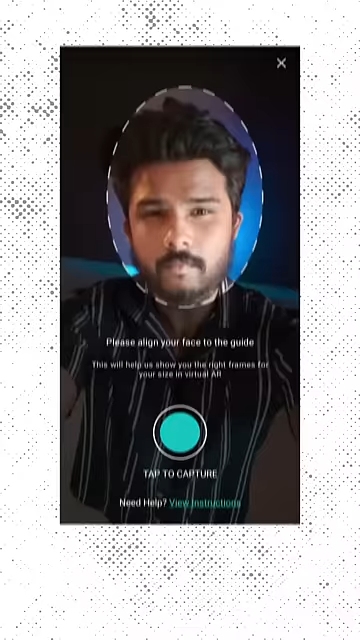 Please align your face to the guide
This will help us show you the right frames for
your size in virtual AR
TAP TO CAPTURE
Need Help? View Instructions